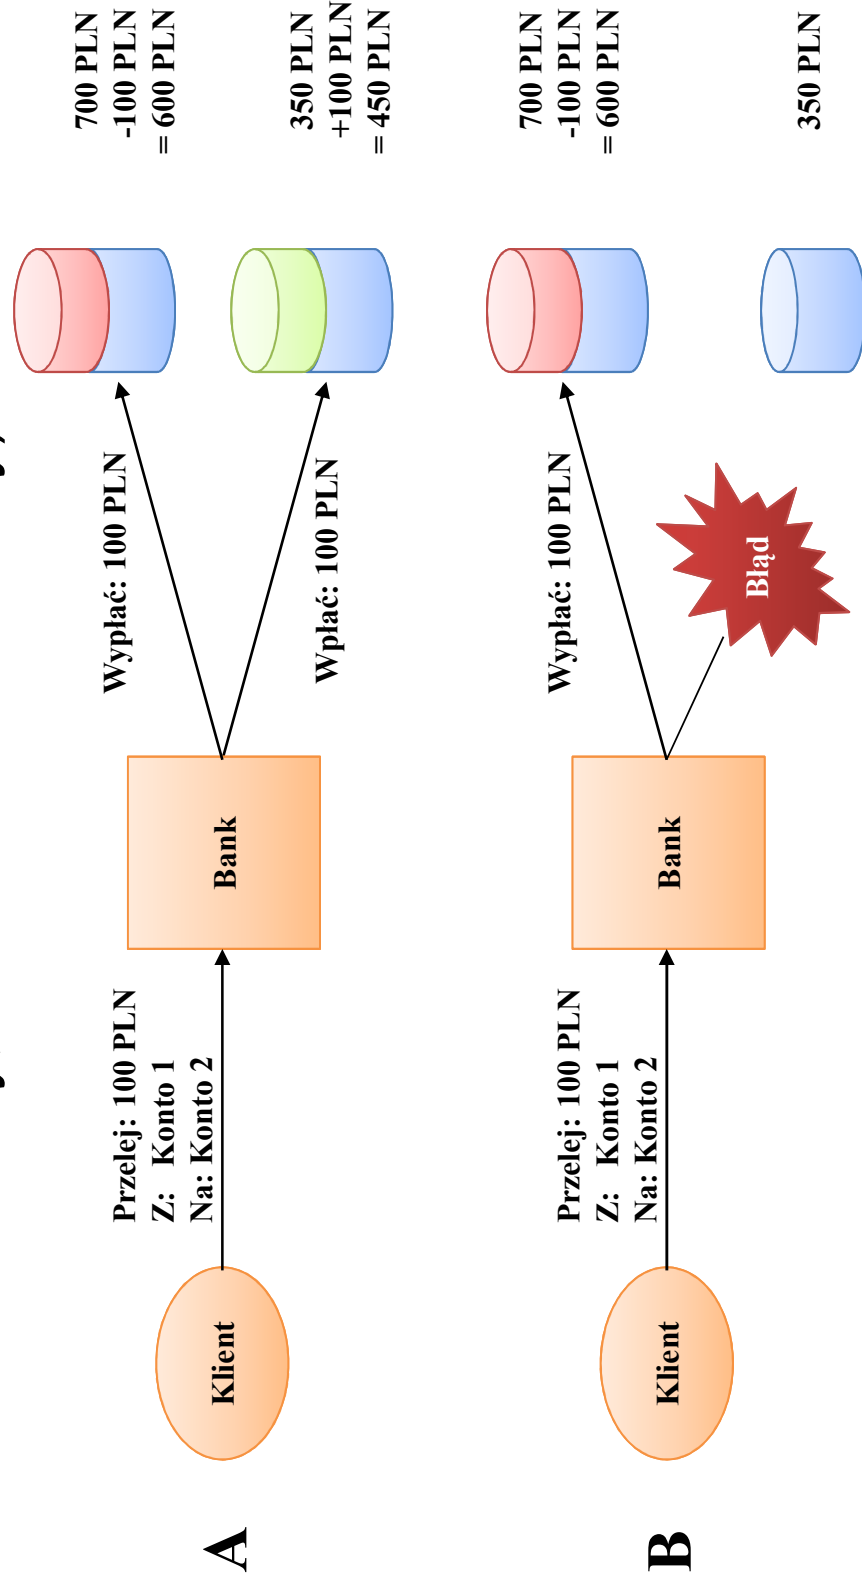 A
Klient
Przelej: 100 PLN
Z: Konto 1
Na: Konto 2
Bank
Wypłać: 100 PLN
Wpłać: 100 PLN
700 PLN
-100 PLN
= 600 PLN
350 PLN
+100 PLN
= 450 PLN
B
Klient
Przelej: 100 PLN
Z: Konto 1
Na: Konto 2
Bank
Wypłać: 100 PLN
Błąd
700 PLN
-100 PLN
= 600 PLN
350 PLN